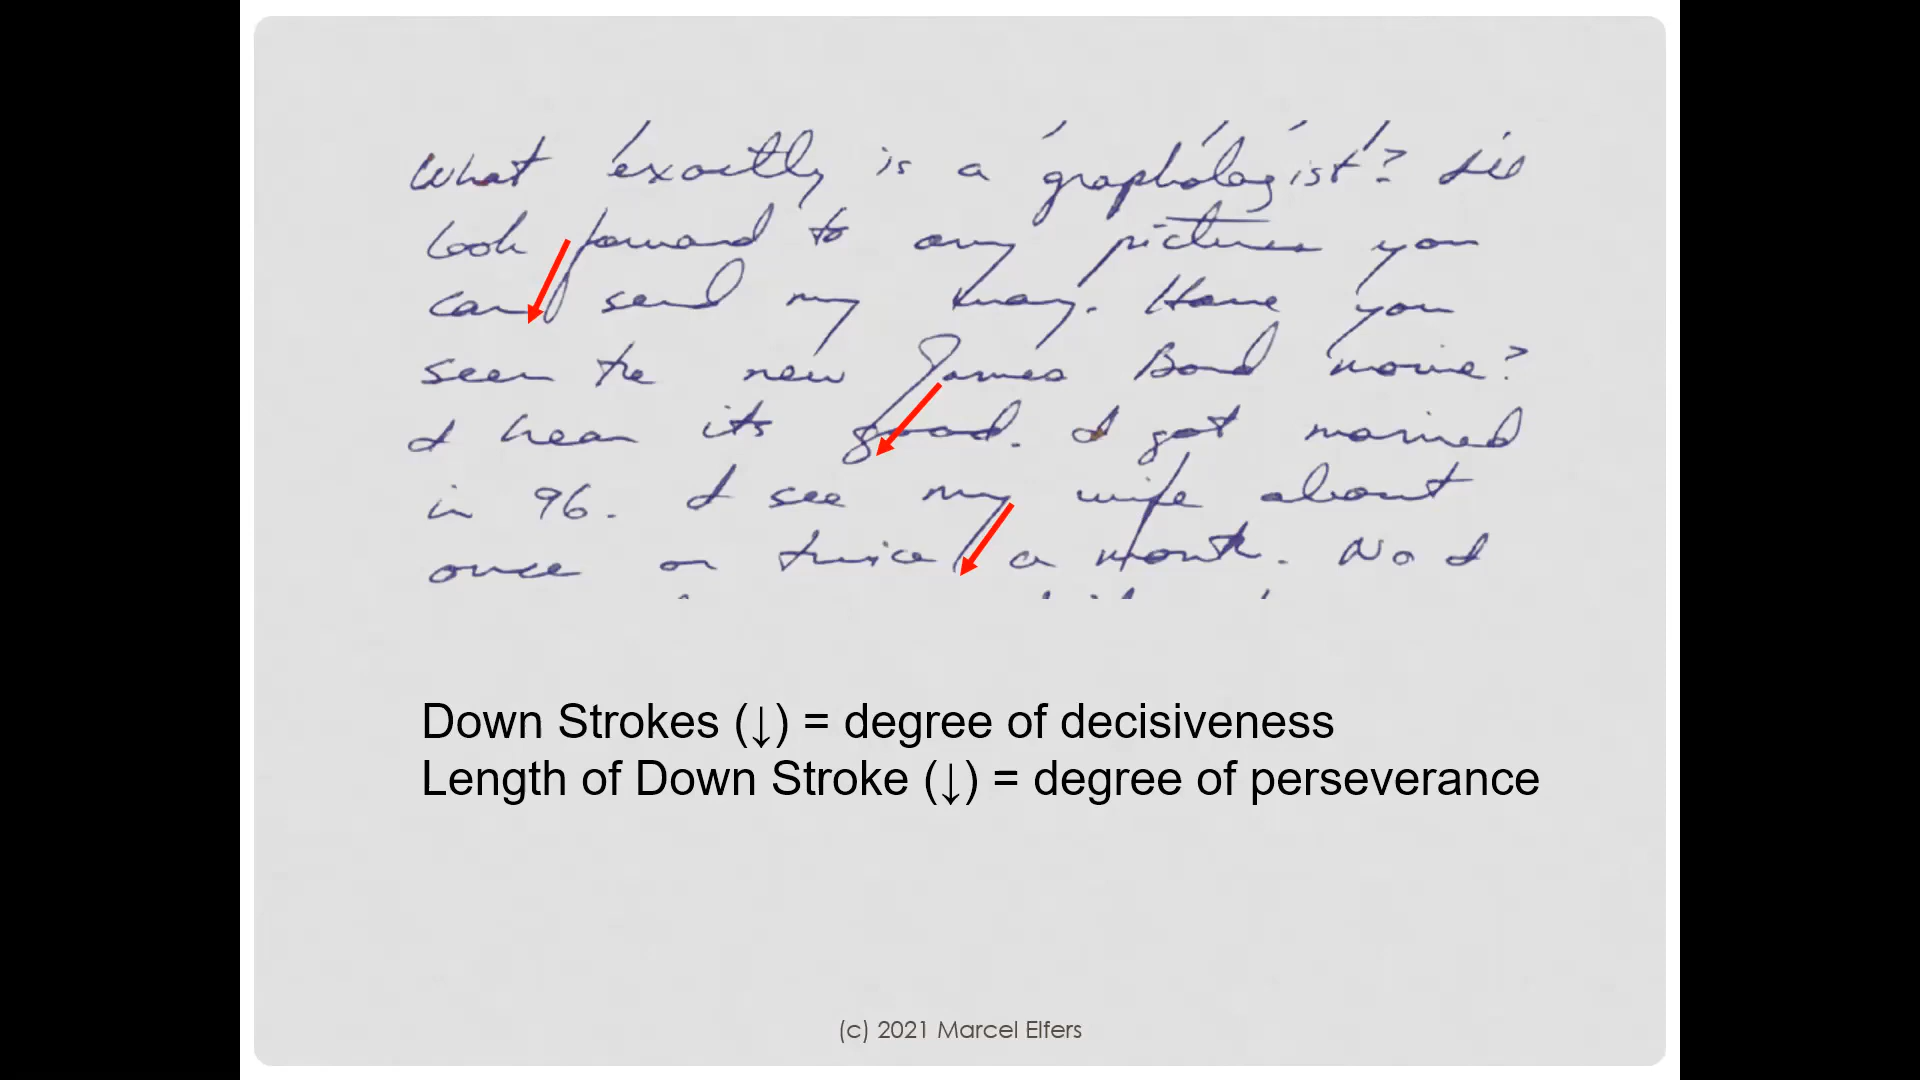 What exactly is a graphologist? I'll
look forward to any pictures you
can send my way. Have you
seen the new James Bond movie?
I hear its good. I got married
in 96. I see my wife about
once or twice a month. No I
Down Strokes (↓) = degree of decisiveness
Length of Down Stroke (↓) = degree of perseverance
(c) 2021 Marcel Elfers